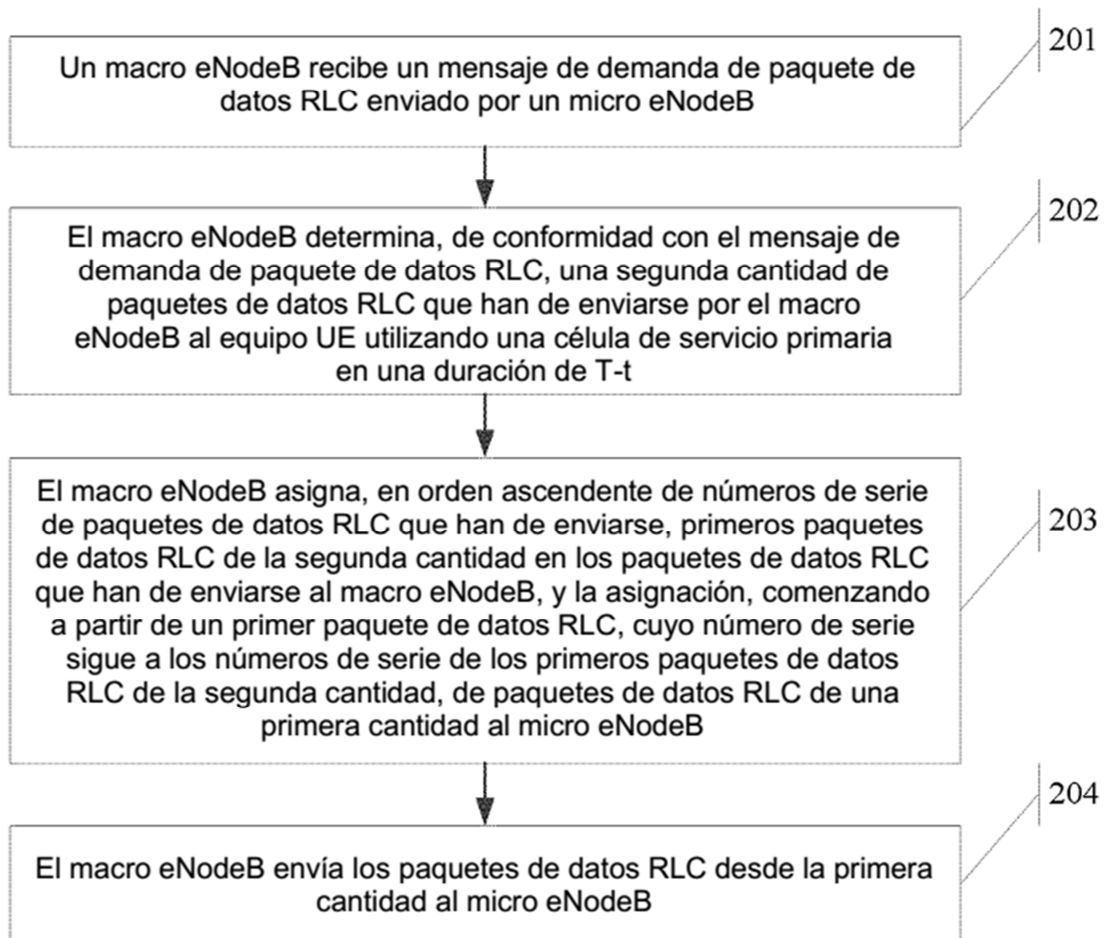 201
Un macro eNodeB recibe un mensaje de demanda de paquete de
datos RLC enviado por un micro eNodeB
202
El macro eNodeB determina, de conformidad con el mensaje de
demanda de paquete de datos RLC, una segunda cantidad de
paquetes de datos RLC que han de enviarse por el macro
eNodeB al equipo UE utilizando una célula de servicio primaria
en una duración de T-t
203
El macro eNodeB asigna, en orden ascendente de números de serie
de paquetes de datos RLC que han de enviarse, primeros paquetes
de datos RLC de la segunda cantidad en los paquetes de datos RLC
que han de enviarse al macro eNodeB, y la asignación, comenzando
a partir de un primer paquete de datos RLC, cuyo número de serie
sigue a los números de serie de los primeros paquetes de datos
RLC de la segunda cantidad, de paquetes de datos RLC de una
primera cantidad al micro eNodeB
204
El macro eNodeB envía los paquetes de datos RLC desde la primera
cantidad al micro eNodeB